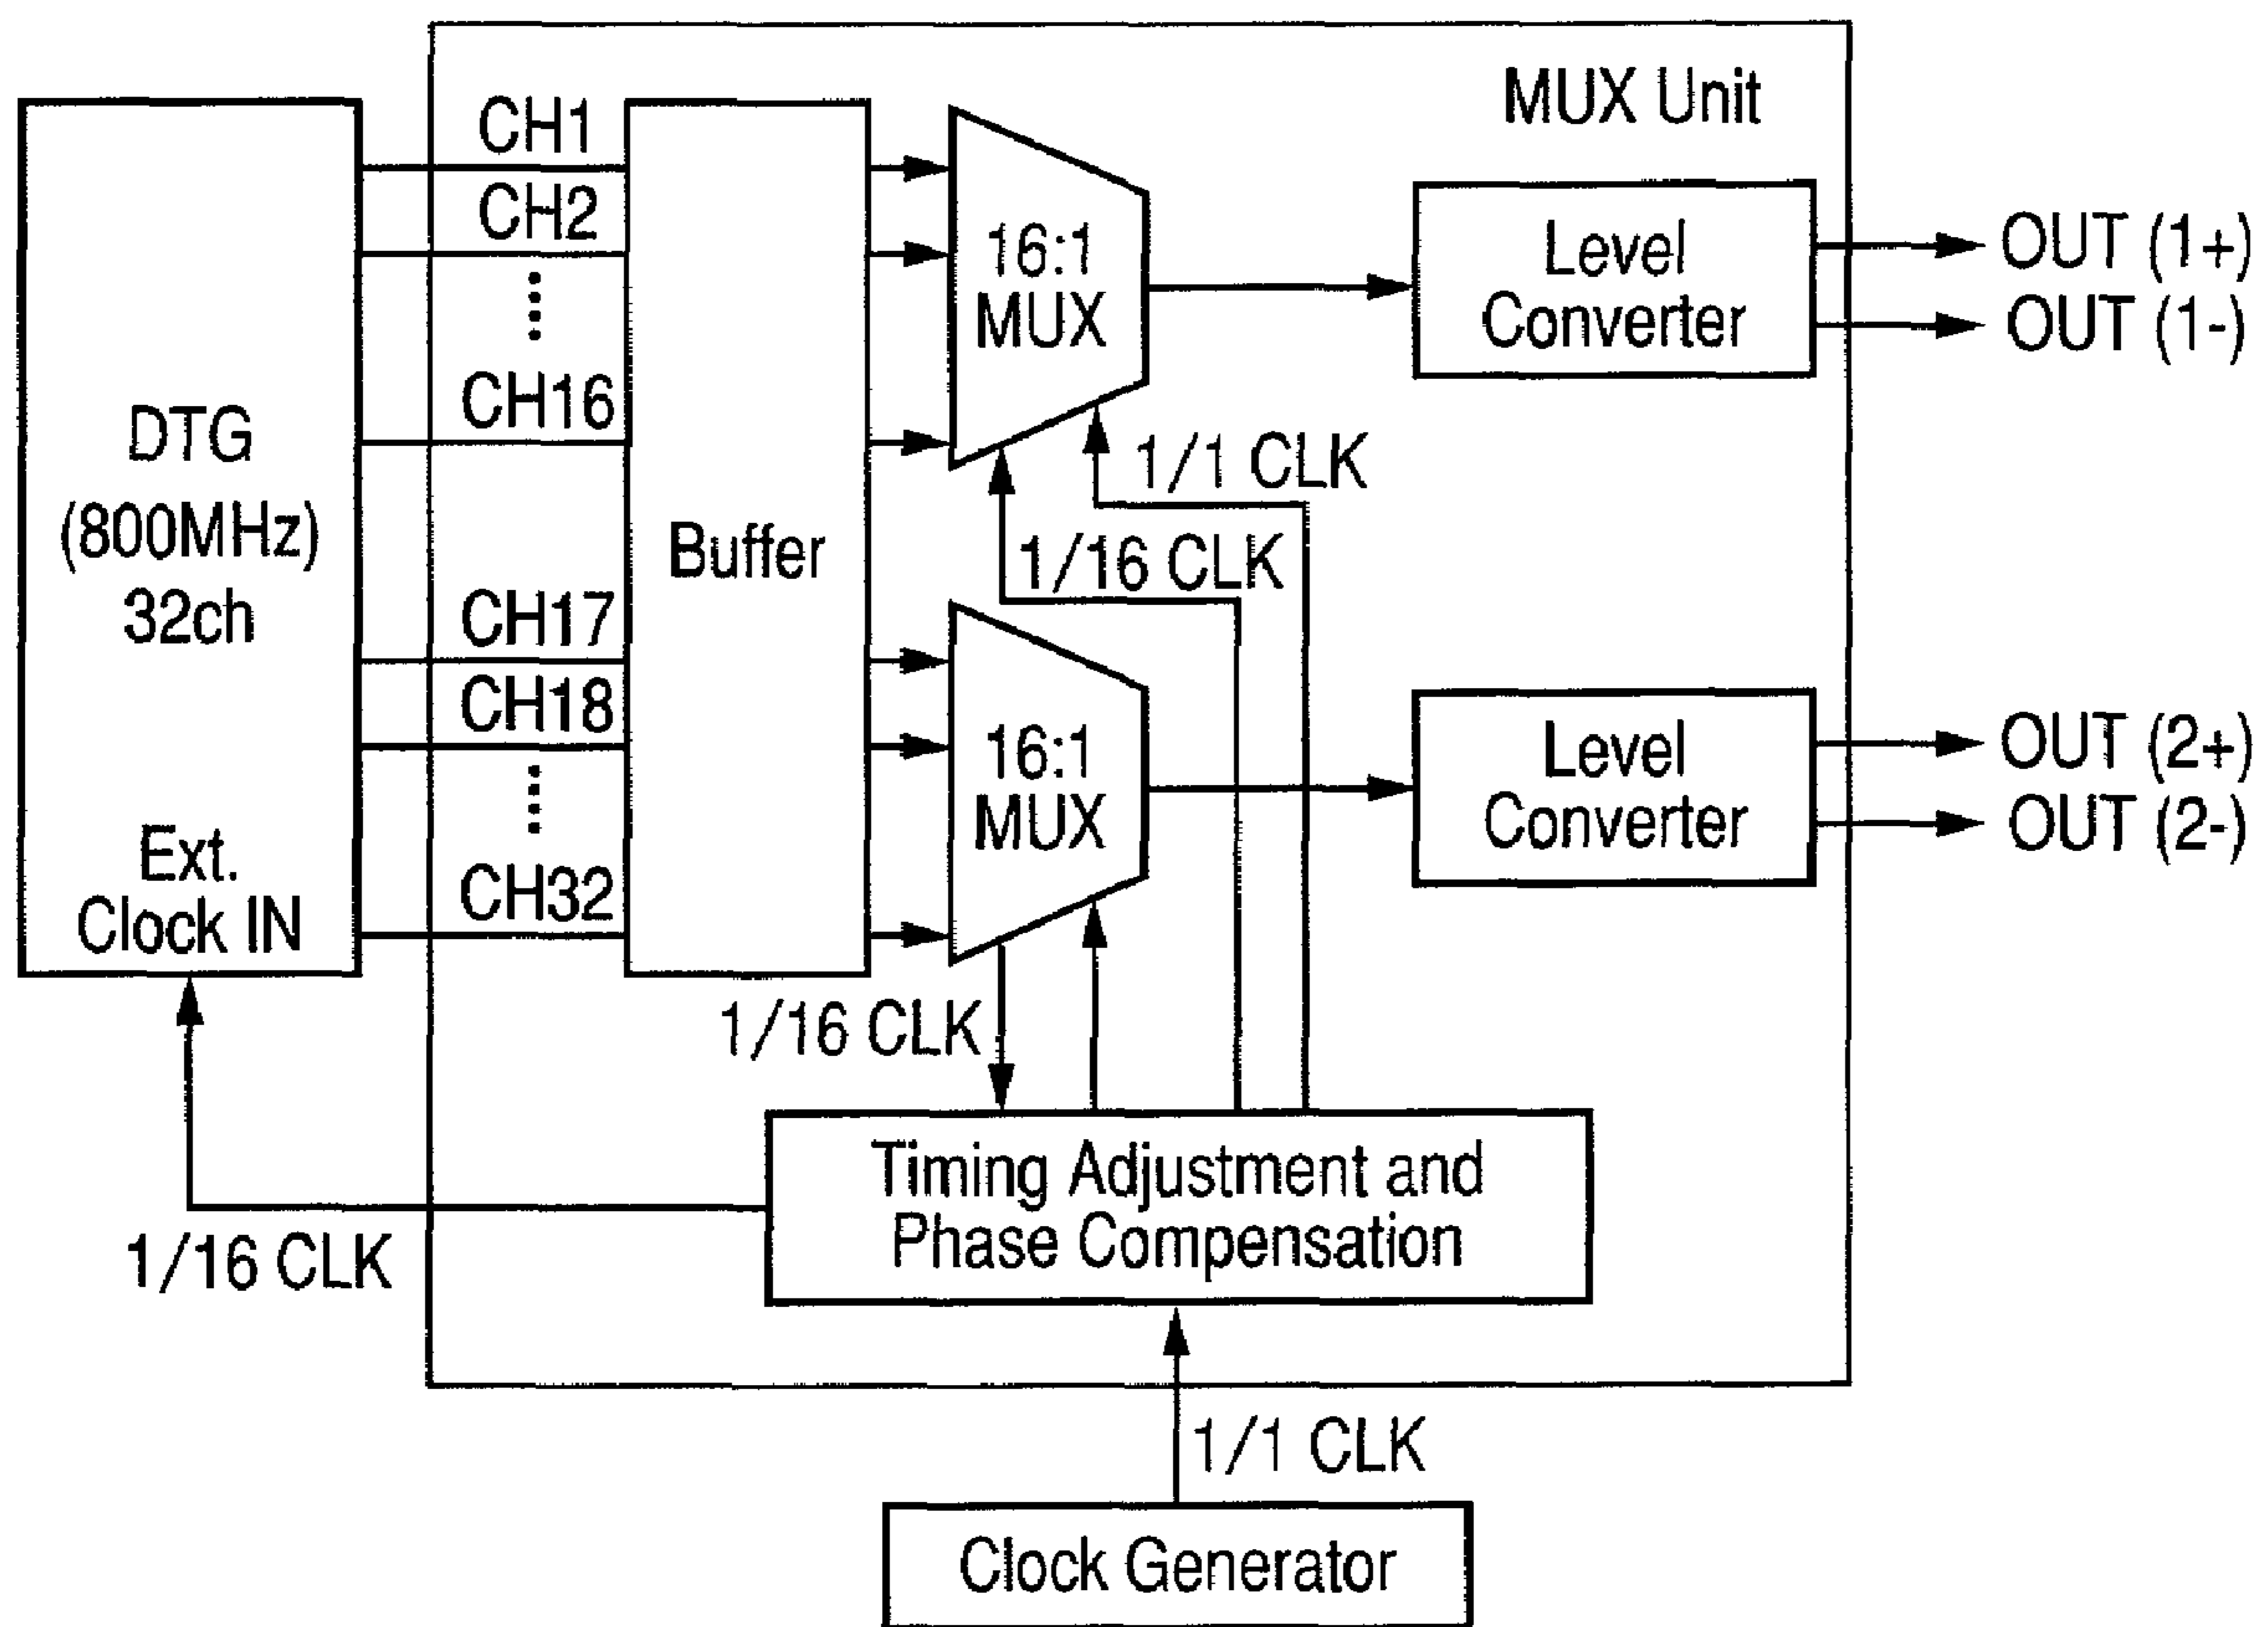 MUX Unit
CH1
CH2
CH16
CH17
CH18
CH32
DTG
(800MHz)
32ch
Ext.
Clock IN
Buffer
16:1
MUX
16:1
MUX
Level
Converter
Level
Converter
OUT (1+)
OUT (1-)
OUT (2+)
OUT (2-)
1/1 CLK
1/16 CLK
1/16 CLK
Timing Adjustment and
Phase Compensation
1/16 CLK
1/1 CLK
Clock Generator